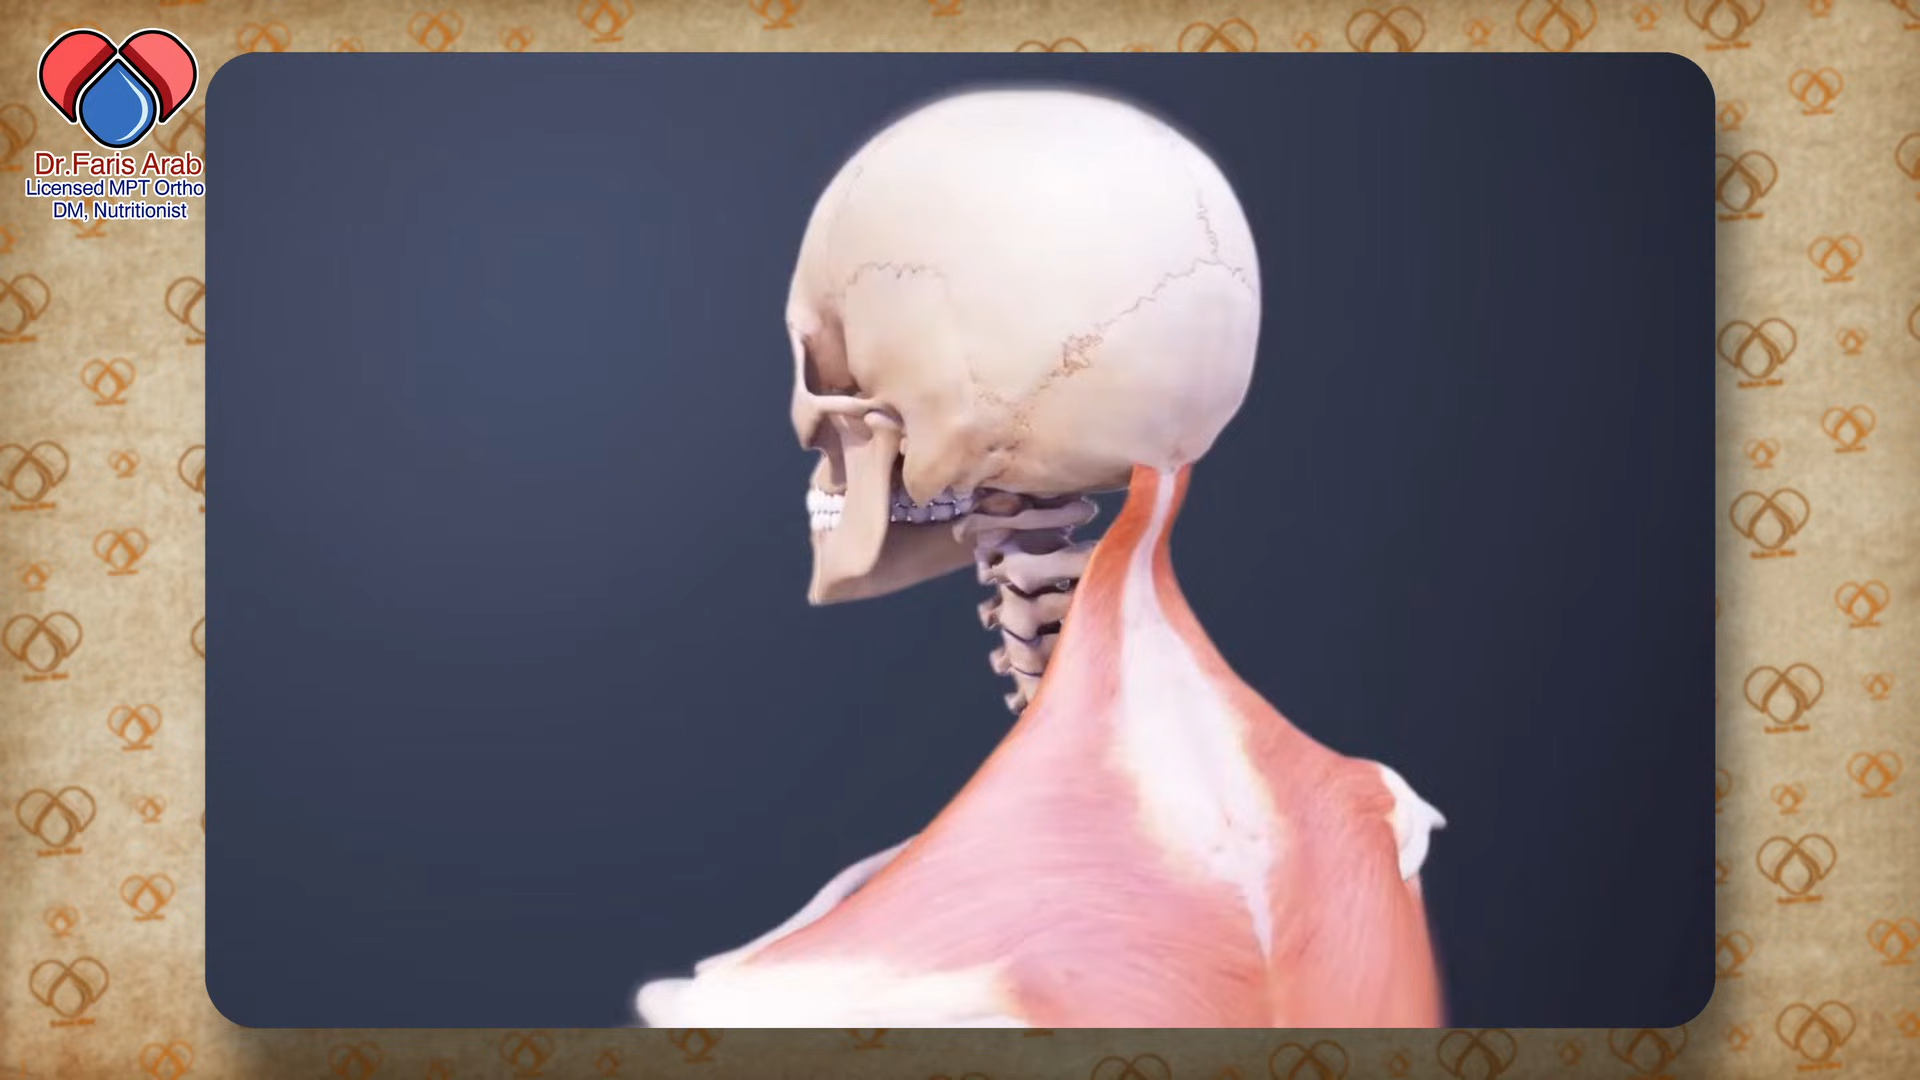 Dr.Faris Arab
Licensed MPT Ortho
DM, Nutritionist